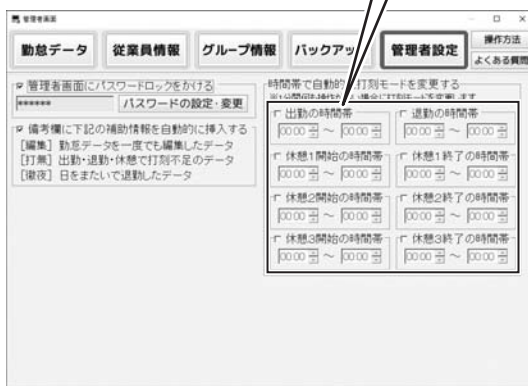 管理者画面
勤怠データ
従業員情報
グループ情報
バックアップ
管理者設定
操作方法
よくある質問
管理者画面にパスワードロックをかける
******
パスワードの設定・変更
備考欄に下記の補助情報を自動的に挿入する
[編集] 勤怠データを一度でも編集したデータ
[打無] 出勤・退勤・休憩で打刻不足のデータ
[徹夜] 日をまたいで退勤したデータ
時間帯で自動的に打刻モードを変更する
出勤の時間帯
00:00 ~ 00:00
退勤の時間帯
00:00 ~ 00:00
休憩1開始の時間帯
00:00 ~ 00:00
休憩1終了の時間帯
00:00 ~ 00:00
休憩2開始の時間帯
00:00 ~ 00:00
休憩2終了の時間帯
00:00 ~ 00:00
休憩3開始の時間帯
00:00 ~ 00:00
休憩3終了の時間帯
00:00 ~ 00:00